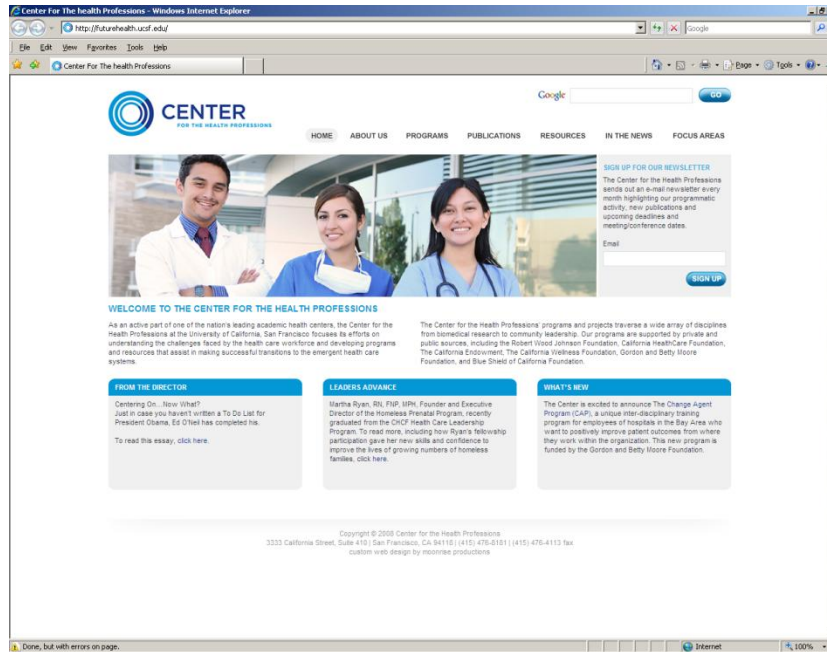 Center For The health Professions - Windows Internet Explorer
http://futurehealth.ucsf.edu/
Google
File Edit View Favorites Tools Help
Center For The health Professions
Page Tools
Google GO
CENTER
FOR THE HEALTH PROFESSIONS
HOME ABOUT US PROGRAMS PUBLICATIONS RESOURCES IN THE NEWS FOCUS AREAS
SIGN UP FOR OUR NEWSLETTER
The Center for the Health Professions
sends out an e-mail newsletter every
month highlighting our programmatic
activity, new publications and
upcoming deadlines and
meeting/conference dates.
Email
SIGN UP
WELCOME TO THE CENTER FOR THE HEALTH PROFESSIONS
As an active part of one of the nation's leading academic health centers, the Center for the
Health Professions at the University of California, San Francisco focuses its efforts on
understanding the challenges faced by the health care workforce and developing programs
and resources that assist in making successful transitions to the emergent health care
systems.
The Center for the Health Professions' programs and projects traverse a wide array of disciplines
from biomedical research to community leadership. Our programs are supported by private and
public sources, including the Robert Wood Johnson Foundation, California HealthCare Foundation,
The California Endowment, The California Wellness Foundation, Gordon and Betty Moore
Foundation, and Blue Shield of California Foundation.
FROM THE DIRECTOR
Centering On...Now What?
Just in case you haven't written a To Do List for
President Obama, Ed O'Neil has completed his.
To read this essay, click here.
LEADERS ADVANCE
Martha Ryan, RN, FNP, MPH, Founder and Executive
Director of the Homeless Prenatal Program, recently
graduated from the CHCF Health Care Leadership
Program. To read more, including how Ryan's fellowship
participation gave her new skills and confidence to
improve the lives of growing numbers of homeless
families, click here.
WHAT'S NEW
The Center is excited to announce The Change Agent
Program (CAP), a unique inter-disciplinary training
program for employees of hospitals in the Bay Area who
want to positively improve patient outcomes from where
they work within the organization. This new program is
funded by the Gordon and Betty Moore Foundation.
Copyright © 2008 Center for the Health Professions
3333 California Street, Suite 410 | San Francisco, CA 94118 | (415) 476-8181 | (415) 476-4113 fax
custom web design by moonrise productions
Done, but with errors on page.
Internet
100%